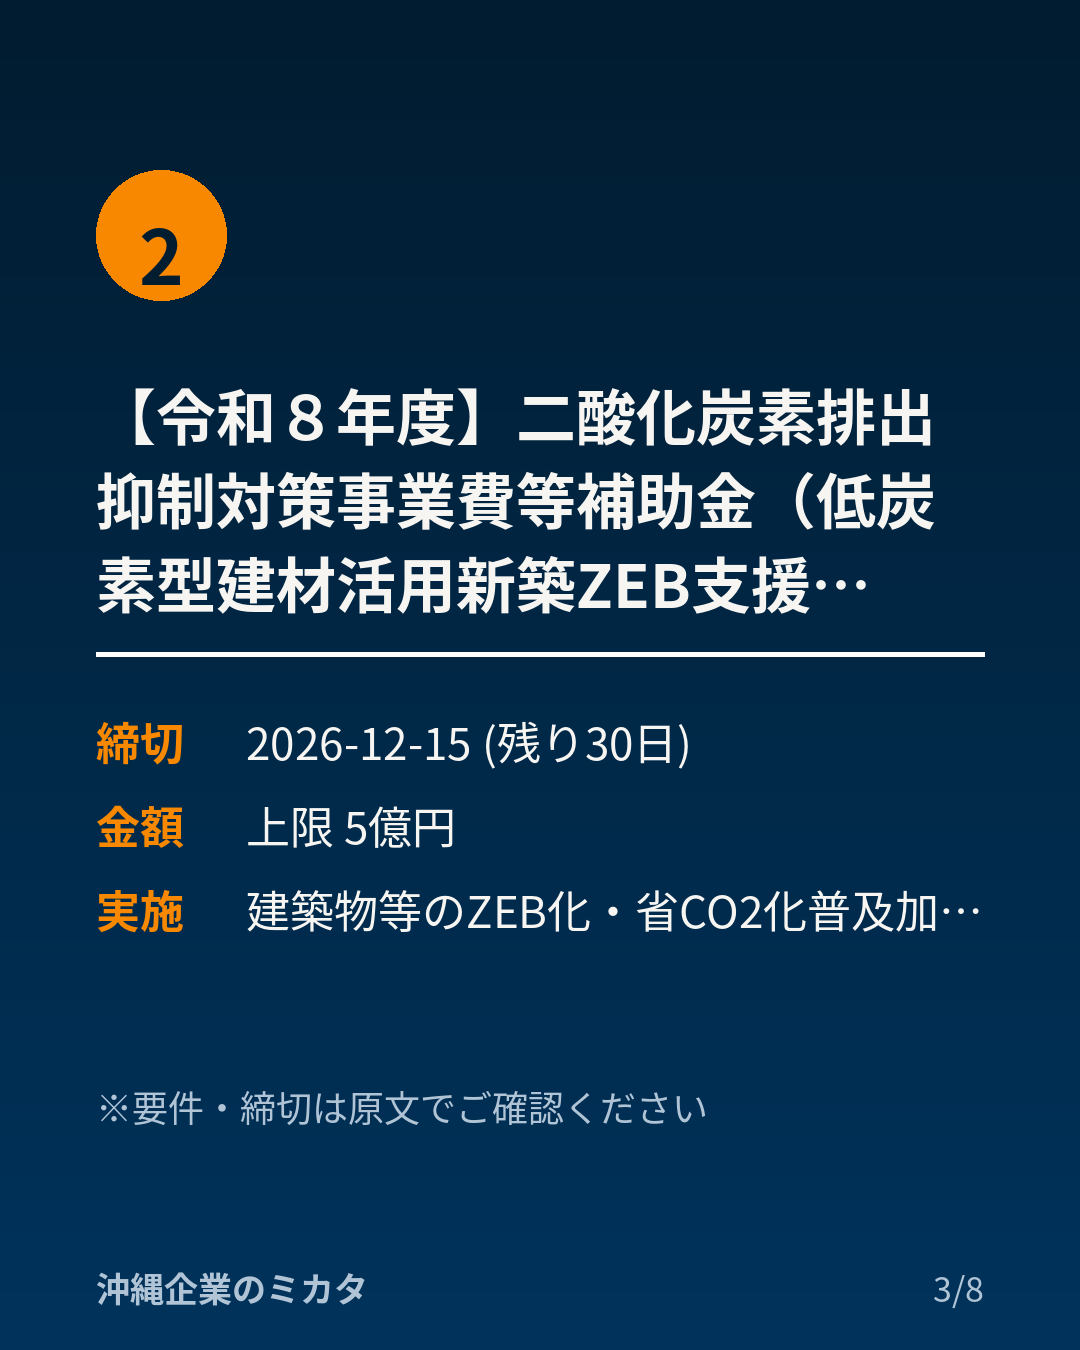 2
【令和８年度】二酸化炭素排出
抑制対策事業費等補助金（低炭
素型建材活用新築ZEB支援…
締切 2026-12-15 (残り30日)
金額 上限 5億円
実施 建築物等のZEB化・省CO2化普及加…
※要件・締切は原文でご確認ください
沖縄企業のミカタ 3/8